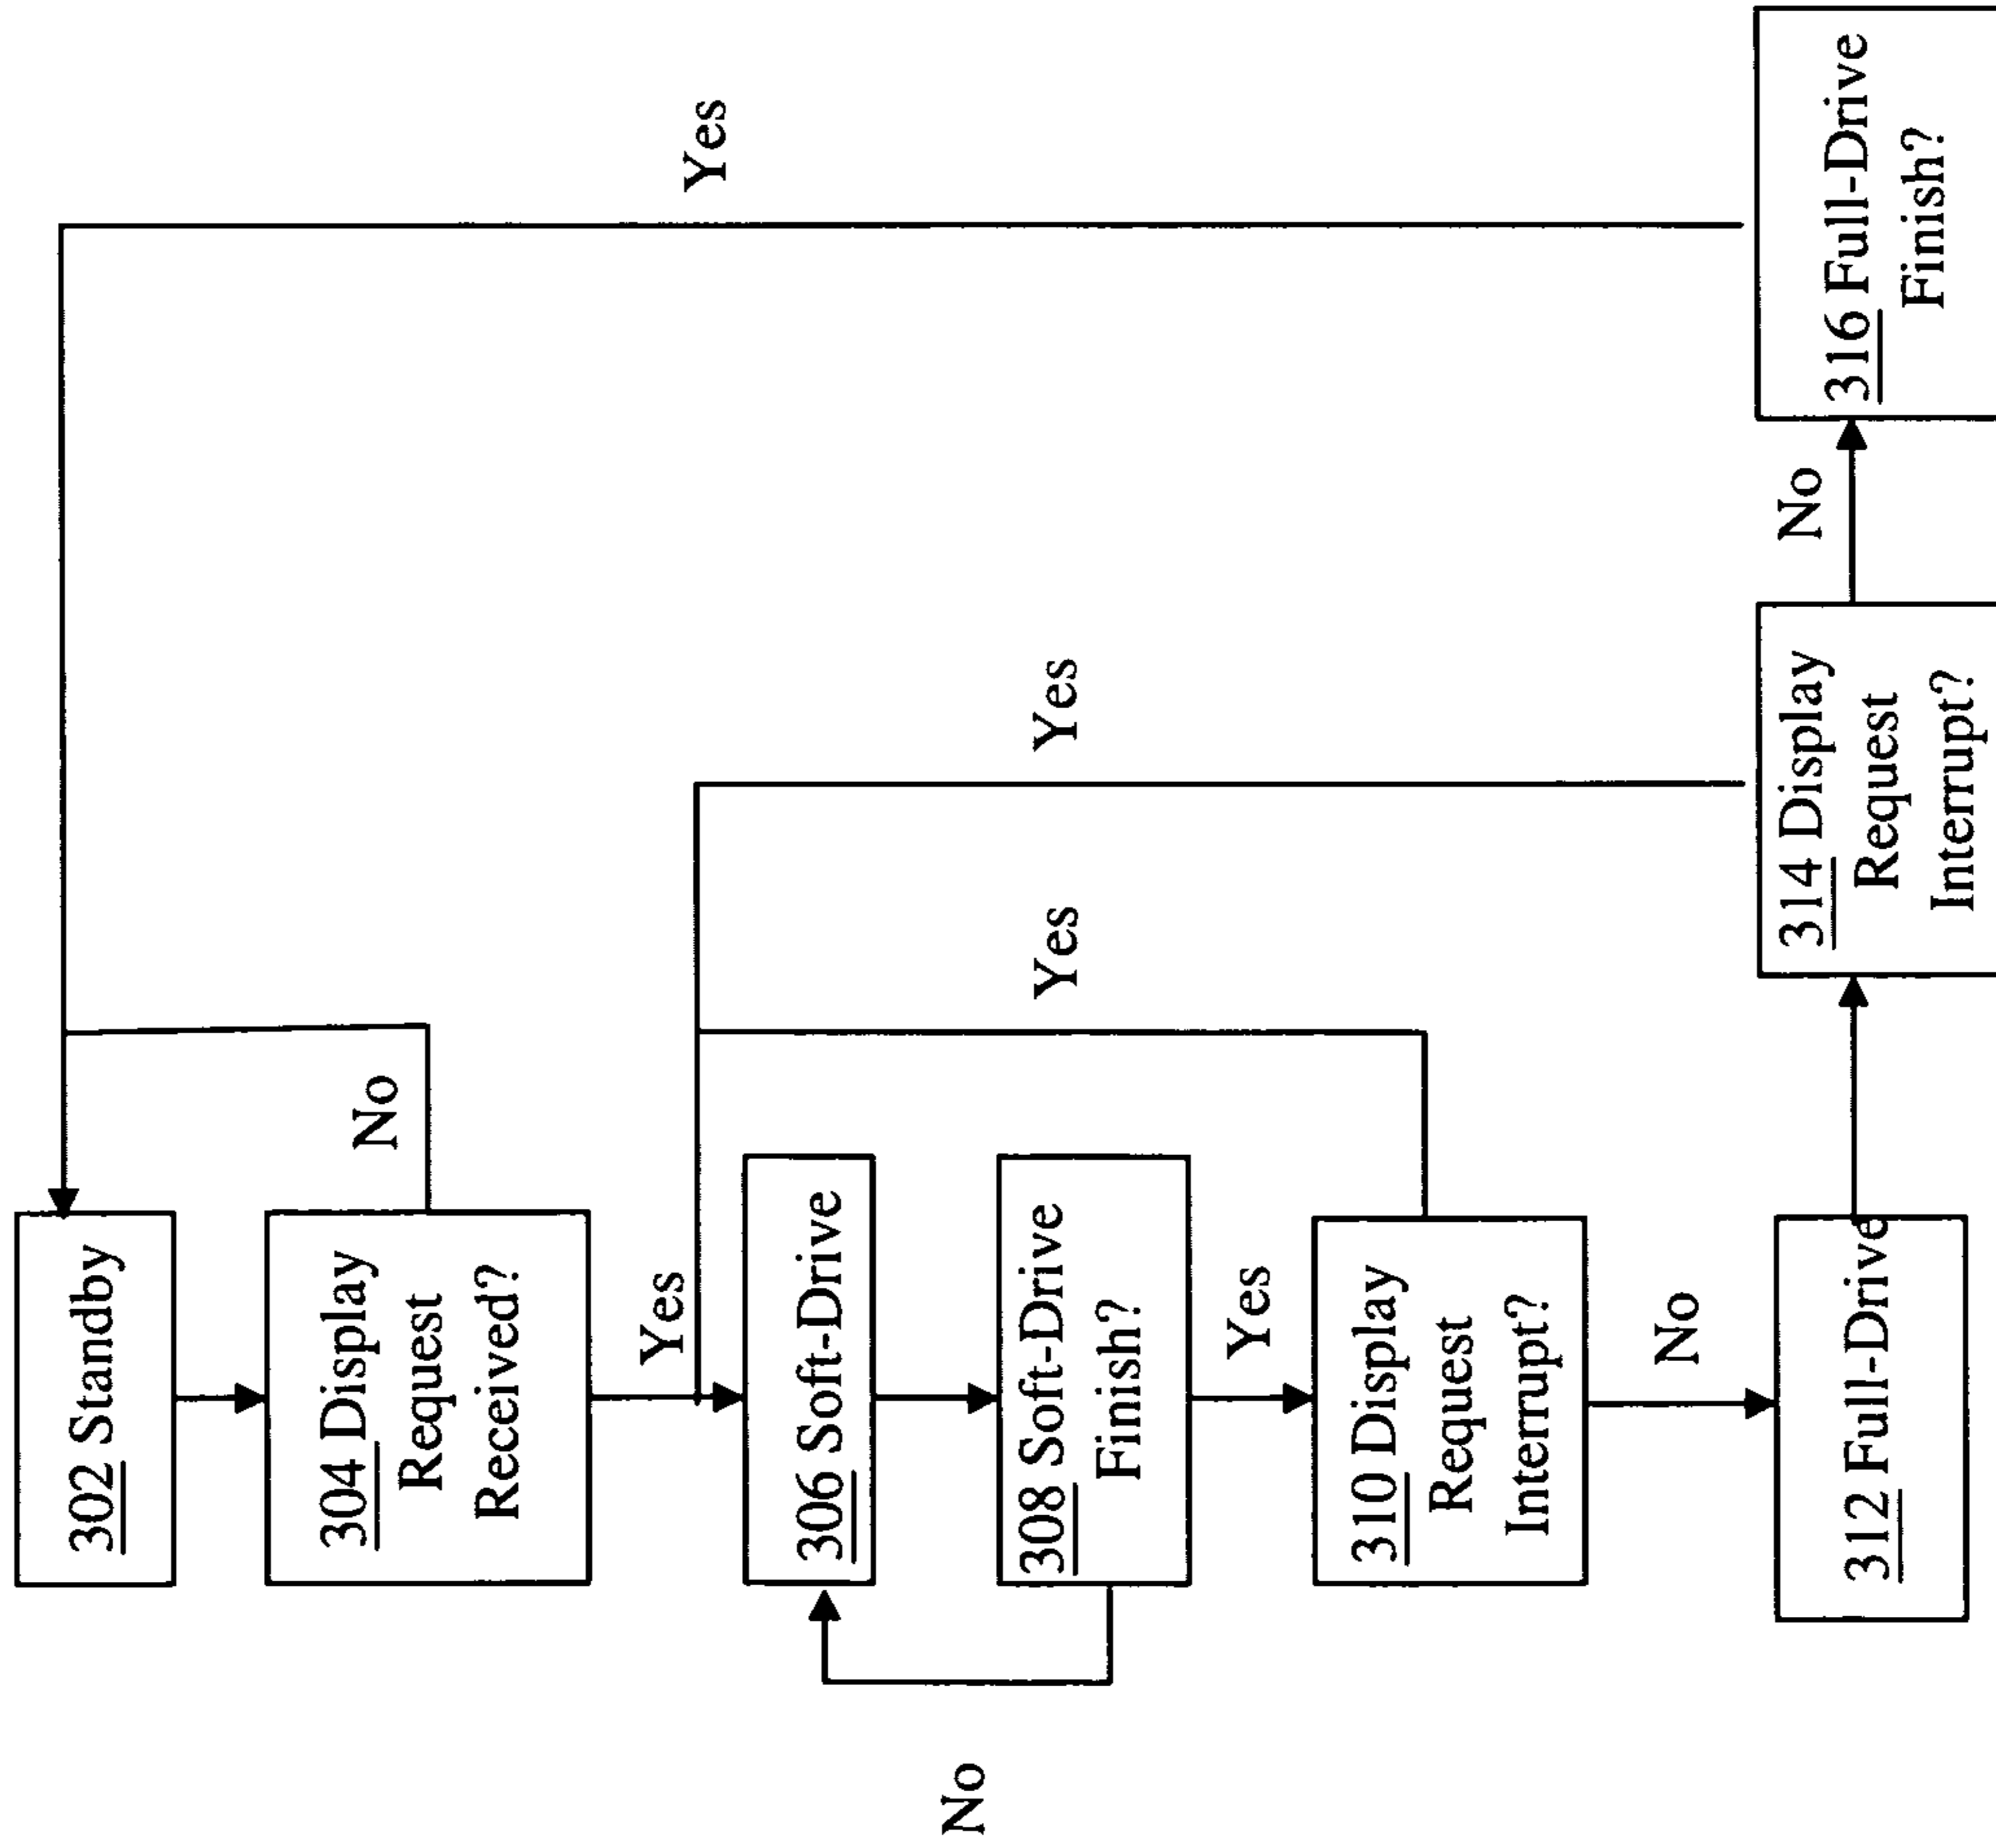 302 Standby
No
304 Display
Request
Received?
Yes
306 Soft-Drive
No
308 Soft-Drive
Finish?
Yes
310 Display
Request
Interrupt?
Yes
No
312 Full-Drive
Yes
314 Display
Request
Interrupt?
No
Yes
316 Full-Drive
Finish?